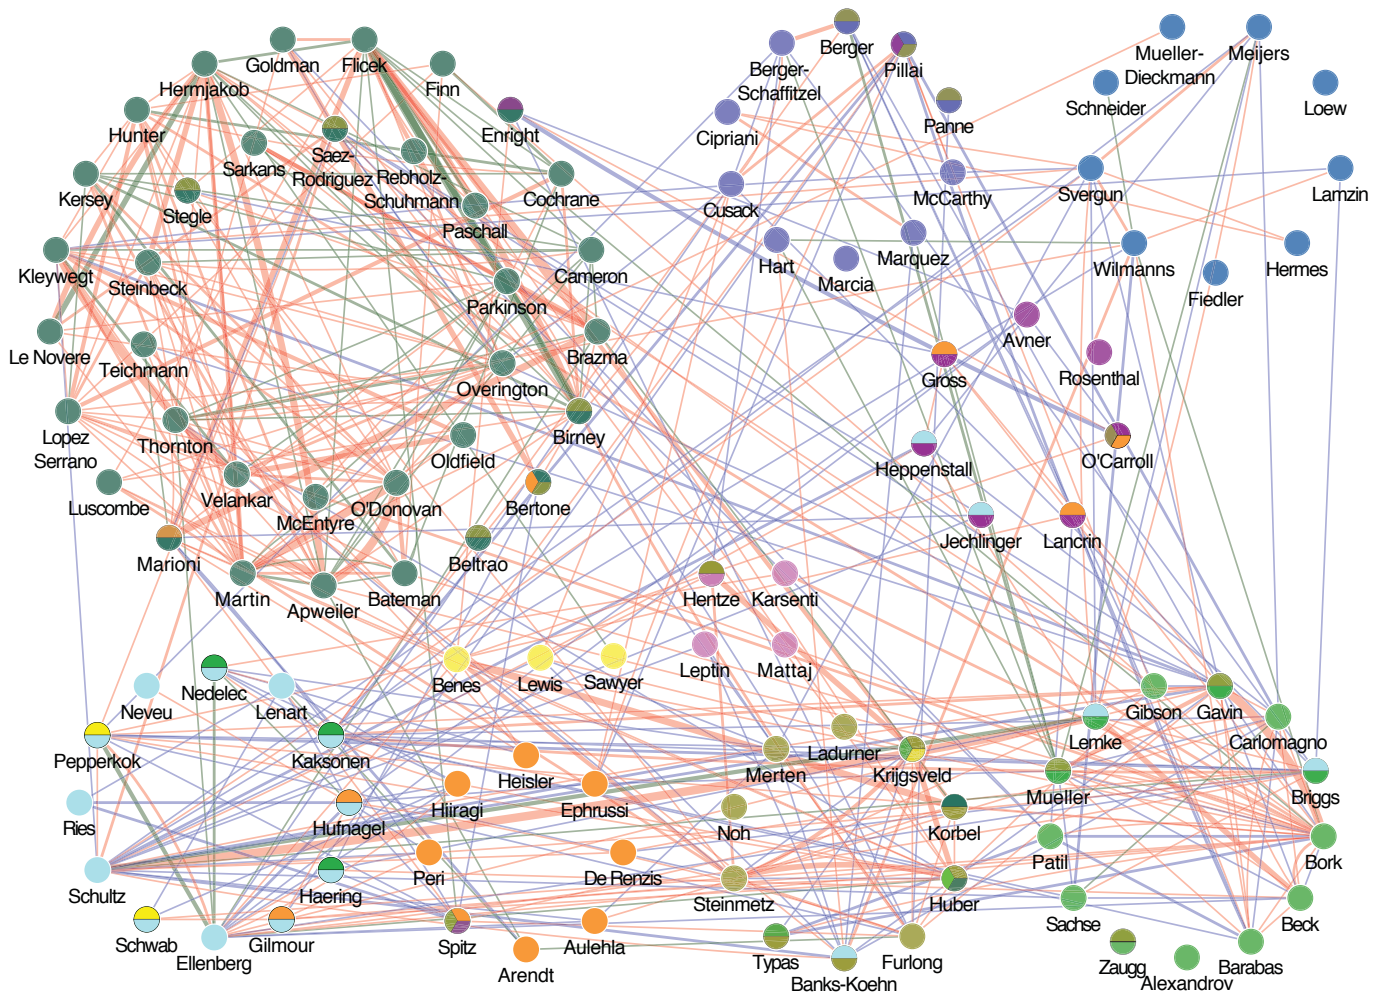 Goldman
Flicek
Hermjakob
Finn
Hunter
Enright
Sarkans
Saez-
Rodriguez
Rebholz-
Schuhmann
Kersey
Stegle
Cochrane
Paschall
Kleywegt
Steinbeck
Cameron
Parkinson
Le Novere
Teichmann
Brazma
Overington
Lopez
Serrano
Thornton
Birney
Oldfield
Luscombe
Velankar
McEntyre
O'Donovan
Bertone
Marioni
Beltrao
Martin
Apweiler
Bateman
Berger
Berger-
Schaffitzel
Pillai
Cipriani
Panne
Cusack
McCarthy
Hart
Marcia
Marquez
Mueller-
Dieckmann
Meijers
Schneider
Loew
Svergun
Lamzin
Wilmanns
Hermes
Fiedler
Avner
Gross
Rosenthal
Heppenstall
O'Carroll
Jechlinger
Lancrin
Hentze
Karsenti
Leptin
Mattaj
Benes
Lewis
Sawyer
Nedelec
Neveu
Lenart
Pepperkok
Kaksonen
Ries
Hufnagel
Schultz
Haering
Schwab
Ellenberg
Gilmour
Heisler
Hiiragi
Ephrussi
Peri
De Renzis
Spitz
Arendt
Aulehla
Ladurner
Merten
Krijgsveld
Noh
Korbel
Steinmetz
Huber
Typas
Banks-Koehn
Furlong
Gibson
Gavin
Lemke
Carlomagno
Mueller
Briggs
Patil
Bork
Sachse
Beck
Zaugg
Alexandrov
Barabas